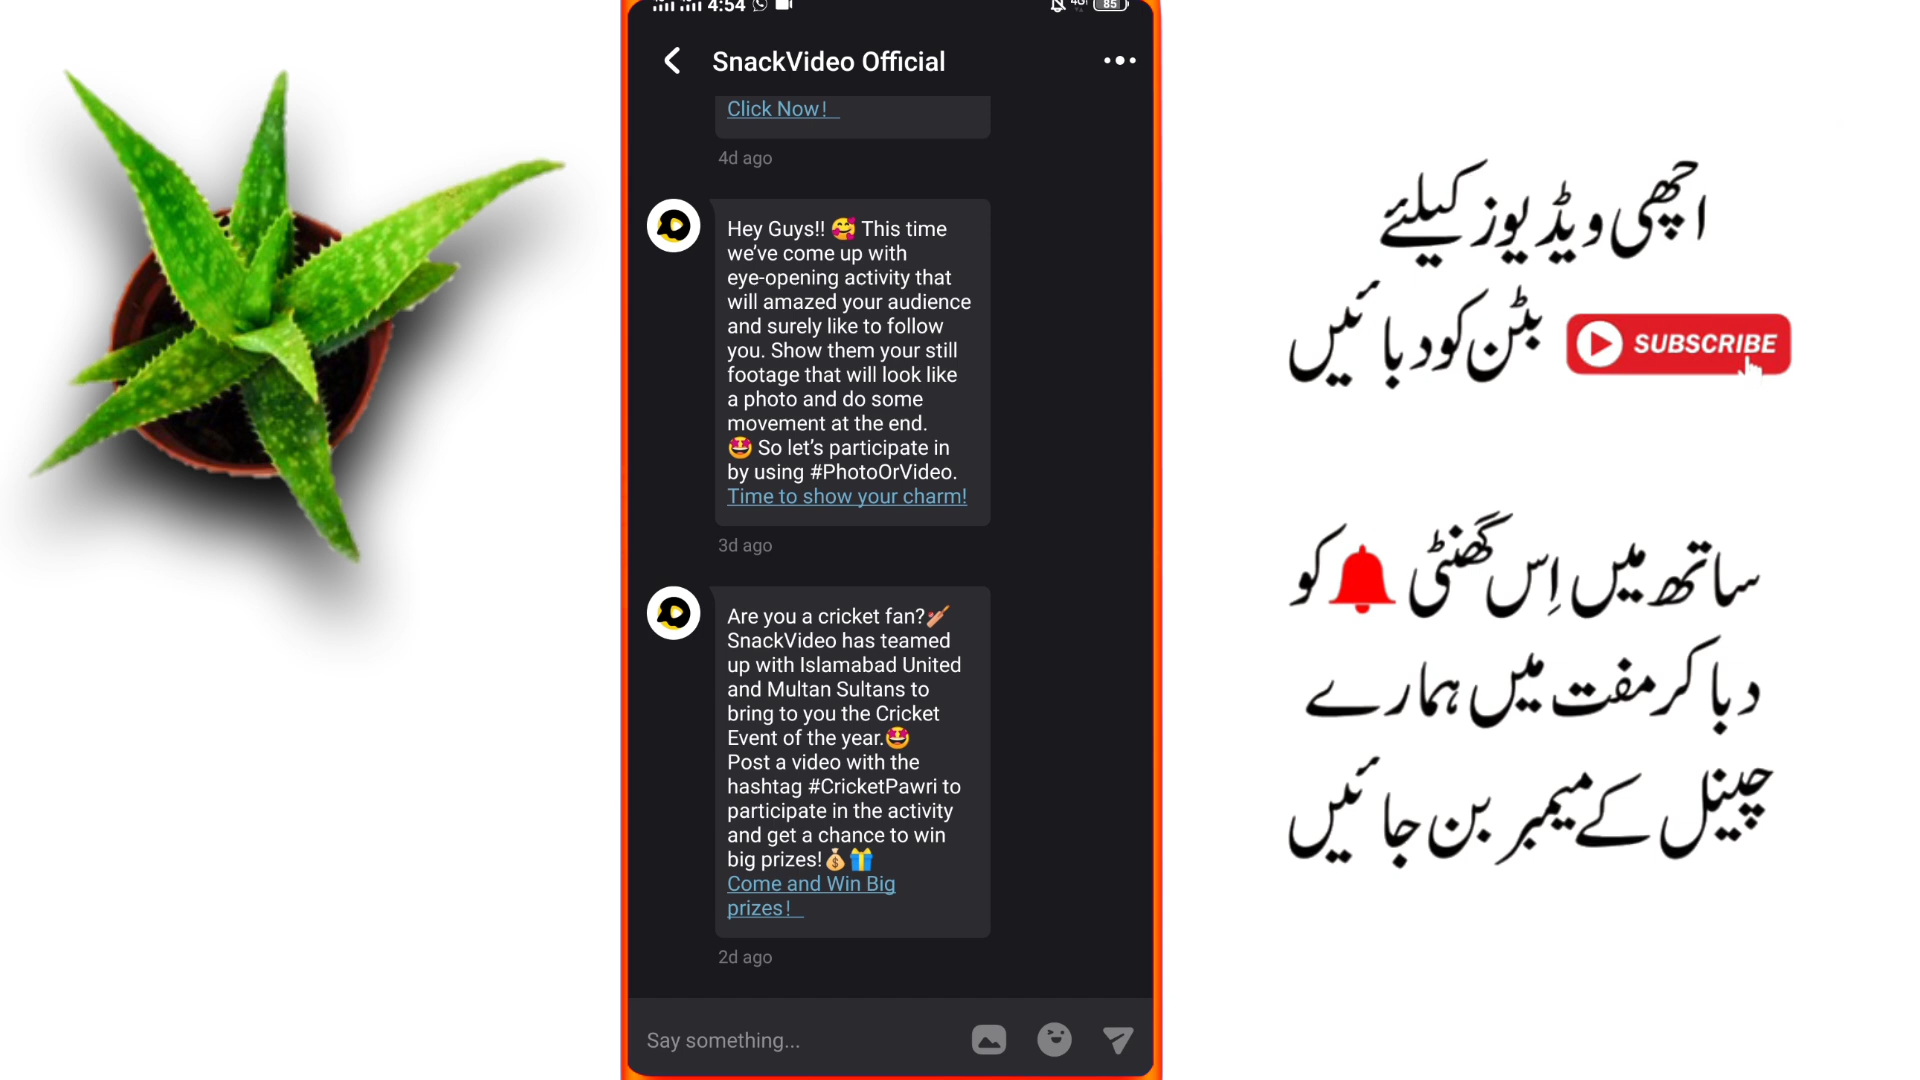 4:54
4G
85
SnackVideo Official
Click Now!
4d ago
Hey Guys!! 🥰 This time
we've come up with
eye-opening activity that
will amazed your audience
and surely like to follow
you. Show them your still
footage that will look like
a photo and do some
movement at the end.
🤩 So let's participate in
by using #PhotoOrVideo.
Time to show your charm!
3d ago
Are you a cricket fan?🏏
SnackVideo has teamed
up with Islamabad United
and Multan Sultans to
bring to you the Cricket
Event of the year.🤩
Post a video with the
hashtag #CricketPawri to
participate in the activity
and get a chance to win
big prizes!💰🎁
Come and Win Big
prizes!
2d ago
Say something...
اچھی ویڈیوز کیلئے
SUBSCRIBE بٹن کو دبائیں
ساتھ میں اِس گھنٹی کو
دبا کر مفت میں ہمارے
چینل کے میمبر بن جائیں